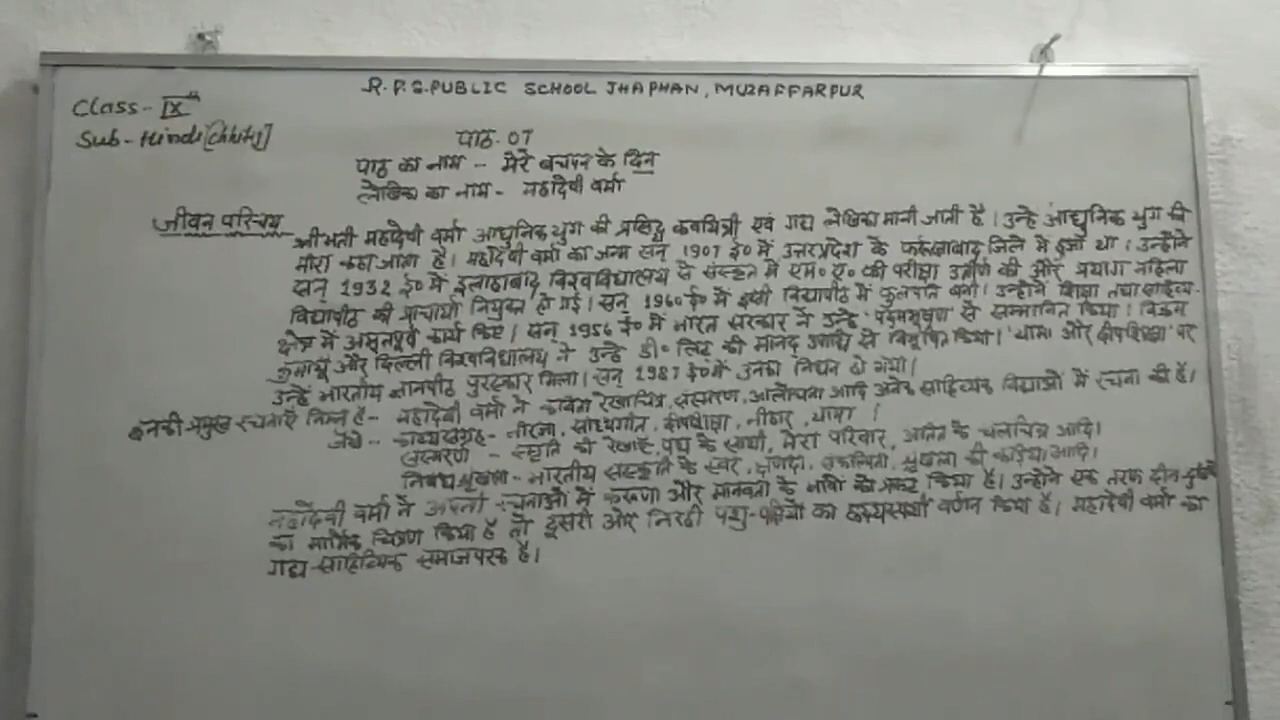 R.P.S.PUBLIC SCHOOL JHAPHAN, MUZAFFARPUR
Class - IXth
Sub - Hindi [Chhitij]
पाठ - 07
पाठ का नाम - मेरे बचपन के दिन
लेखिका का नाम - महादेवी वर्मा
जीवन परिचय श्रीमती महादेवी वर्मा आधुनिक युग की प्रसिद्ध कवयित्री एवं गद्य लेखिका मानी जाती है। उन्हें आधुनिक युग की
मीरा कहा जाता है। महादेवी वर्मा का जन्म सन् 1907 ई० में उत्तरप्रदेश के फर्रुखाबाद जिले में हुआ था। उन्होंने
सन् 1932 ई० में इलाहाबाद विश्वविद्यालय से संस्कृत में एम० ए० की परीक्षा उत्तीर्ण की और प्रयाग महिला
विद्यापीठ की प्राचार्या नियुक्त हो गई। सन् 1960 ई० में इसी विद्यापीठ में कुलपति बनी। उन्होंने शिक्षा तथा साहित्य
क्षेत्र में अभूतपूर्व कार्य किए। सन् 1956 ई० में भारत सरकार ने उन्हें 'पद्मभूषण' से सम्मानित किया। विक्रम
कुमायूँ और दिल्ली विश्वविद्यालय ने उन्हें डी० लिट् की मानद उपाधि से विभूषित किया। 'यामा और दीपशिखा' पर
उन्हें भारतीय ज्ञानपीठ पुरस्कार मिला। सन् 1987 ई० में उनका निधन हो गया।
इनकी प्रमुख रचनाएँ निम्न है - महादेवी वर्मा ने कविता रेखाचित्र, संस्मरण, आलोचना आदि अनेक साहित्यिक विद्याओं में रचना की है।
जैसे - काव्यसंग्रह - नीरजा, सांध्यगीत, दीपशिखा, नीहार, यामा।
संस्मरण - स्मृति की रेखाएँ, पथ के साथी, मेरा परिवार, अतित के चलचित्र आदि।
निबंध श्रृंखला - भारतीय संस्कृति के स्वर, क्षणदा, संकल्पिता, श्रृंखला की कड़ियां आदि।
महादेवी वर्मा ने अपनी रचनाओं में करुणा और मानवता के भावों को प्रकट किया है। उन्होंने एक तरफ दीन-दुखियों
का मार्मिक चित्रण किया है तो दूसरी ओर निरही पशु-पक्षियों का हृदयस्पर्शी वर्णन किया है। महादेवी वर्मा का
गद्य-साहित्यिक समाजपरक है।